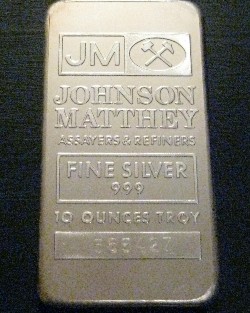 JM
JOHNSON
MATTHEY
ASSAYERS & REFINERS
FINE SILVER
999
10 OUNCES TROY